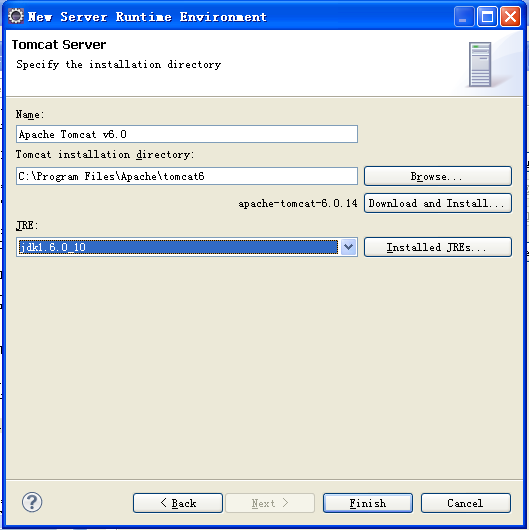 New Server Runtime Environment
Tomcat Server
Specify the installation directory
Name:
Apache Tomcat v6.0
Tomcat installation directory:
C:\Program Files\Apache\tomcat6
Browse...
apache-tomcat-6.0.14
Download and Install...
JRE:
jdk1.6.0_10
Installed JREs...
?
< Back
Next >
Finish
Cancel